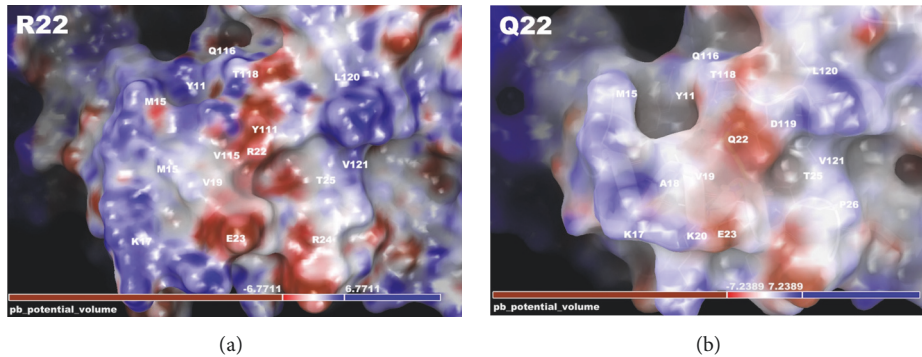 R22
Q116
Y11
T118
L120
M15
Y111
V115
R22
V121
M15
V19
T25
K17
E23
R24
-6.7711 6.7711
pb_potential_volume
(a)
Q22
Q116
T118
L120
M15
Y11
D119
Q22
V121
A18
V19
T25
P26
K17
K20
E23
-7.2389 7.2389
pb_potential_volume
(b)